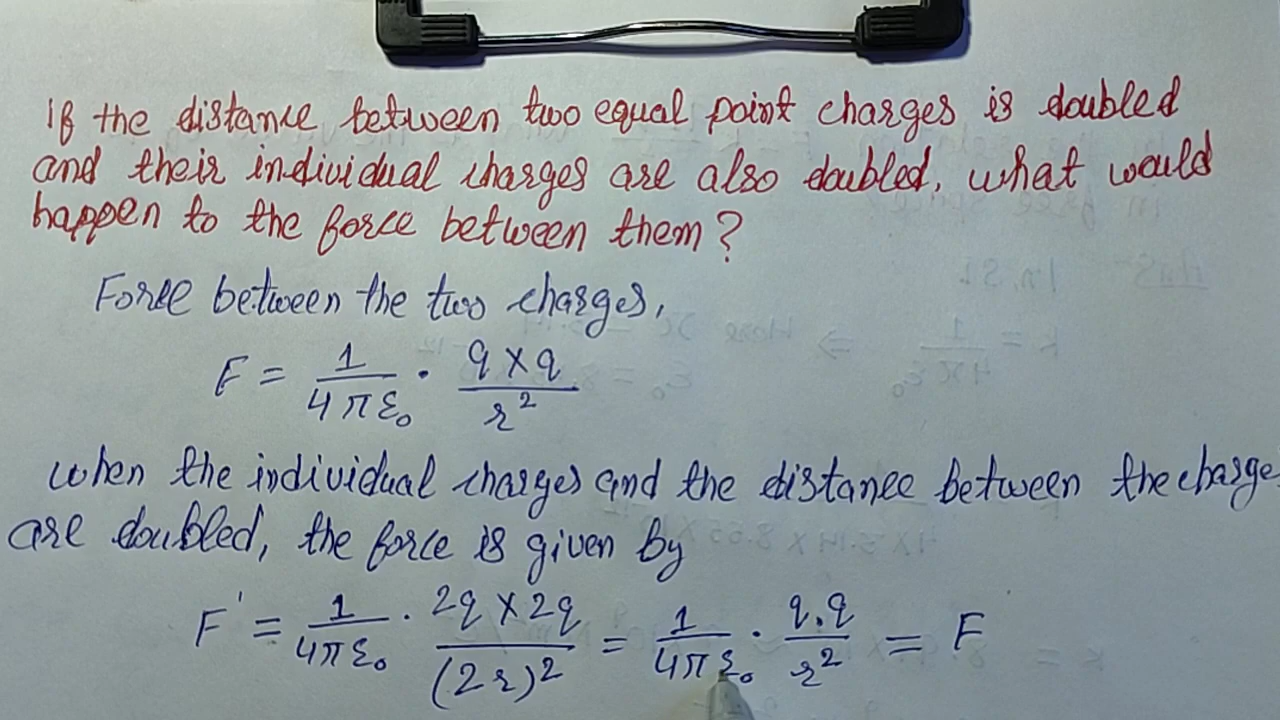 If the distance between two equal point charges is doubled
and their individual charges are also doubled, what would
happen to the force between them?
Force between the two charges,
F = 1/4πε₀ · q×q/r²
when the individual charges and the distance between the charge
are doubled, the force is given by
F' = 1/4πε₀ · 2q×2q/(2r)² = 1/4πε₀ · q.q/r² = F